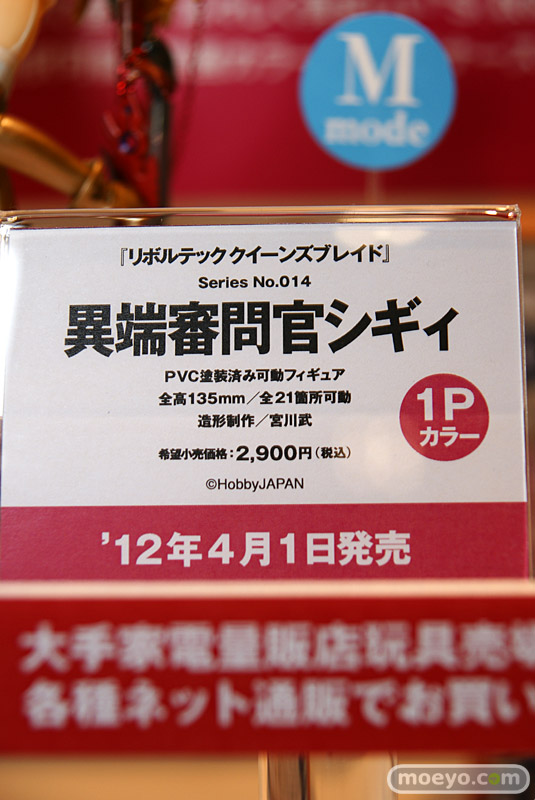 M
mode
『リボルテック クイーンズブレイド』
Series No.014
異端審問官シギィ
PVC塗装済み可動フィギュア
全高135mm／全21箇所可動
造形制作／宮川武
1P
カラー
希望小売価格：2,900円（税込）
©HobbyJAPAN
’12年4月1日発売
大手家電量販店玩具売場
各種ネット通販でお買い
moeyo.com